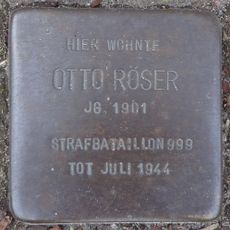 HIER WOHNTE
OTTO RÖSER
JG. 1901
STRAFBATAILLON 999
TOT JULI 1944